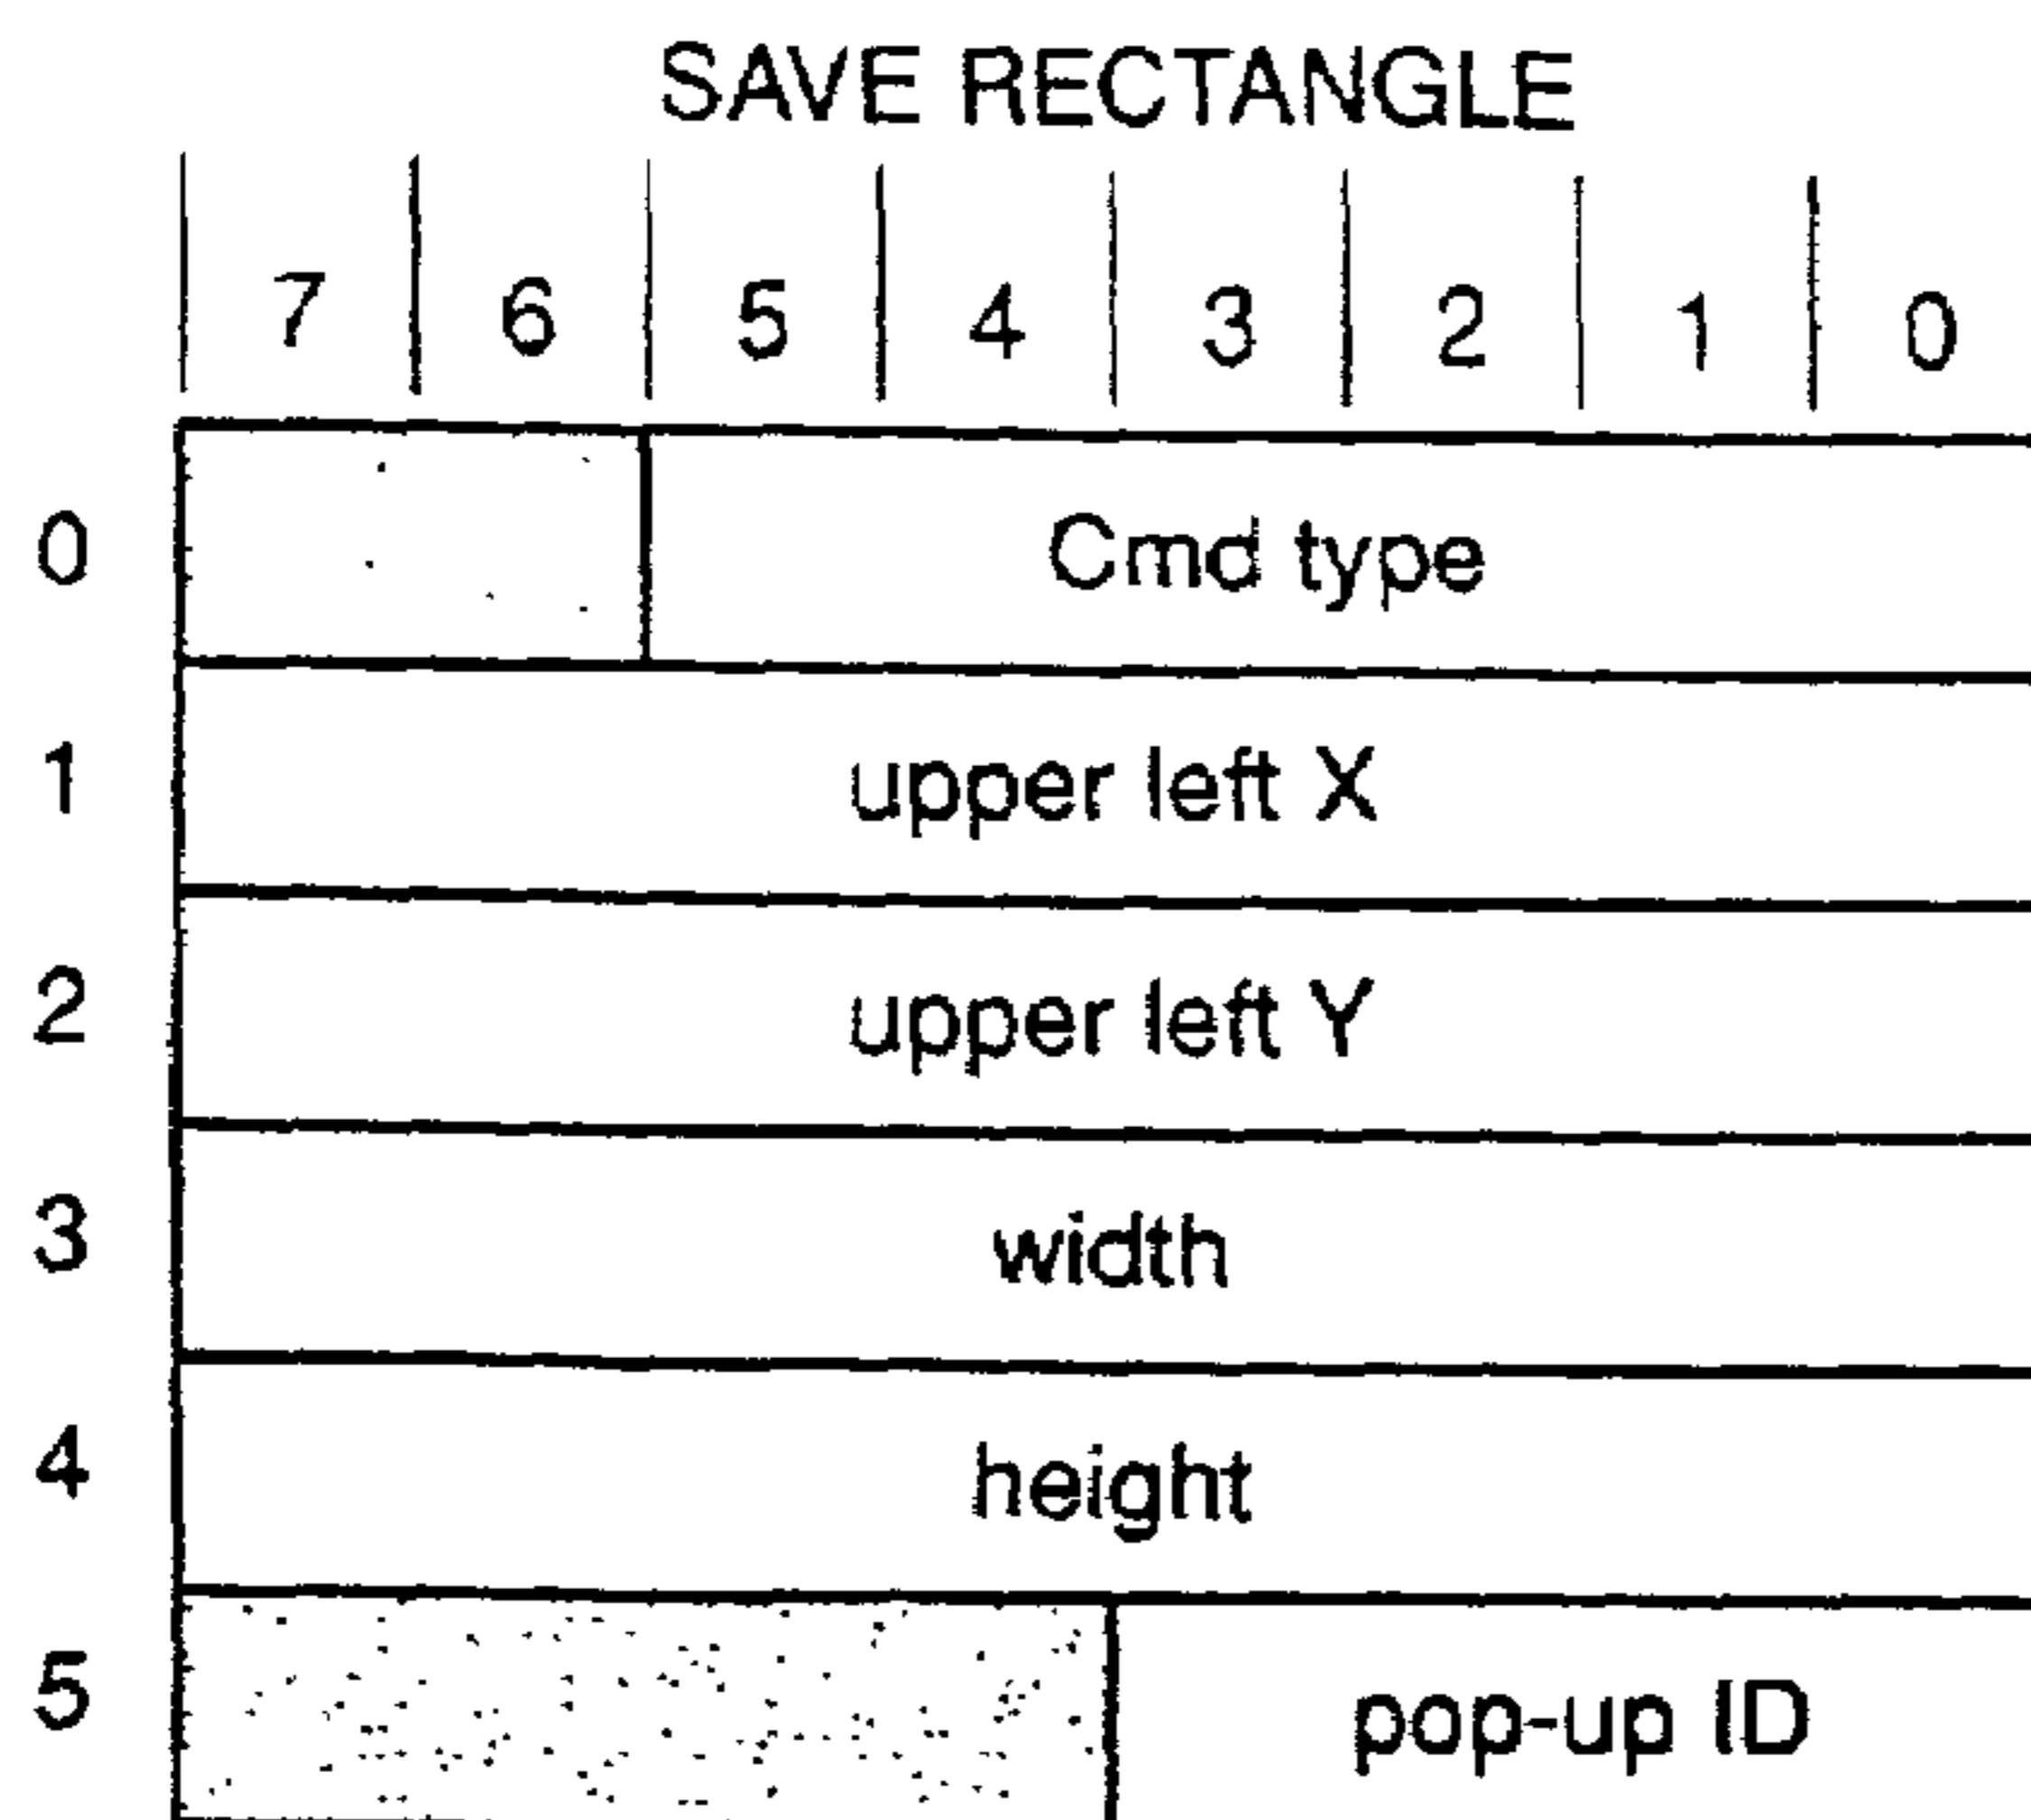 SAVE RECTANGLE
7 6 5 4 3 2 1 0
0 Cmd type
1 upper left X
2 upper left Y
3 width
4 height
5 pop-up ID